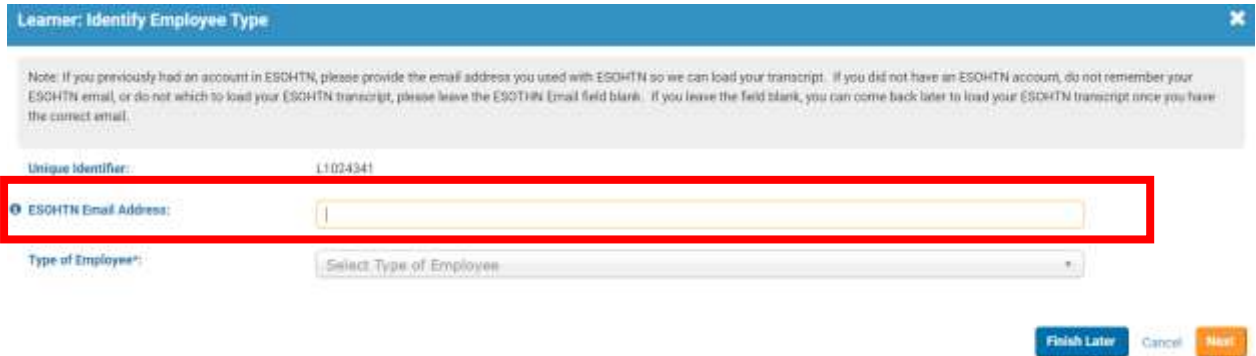 Learner: Identify Employee Type
Note: If you previously had an account in ESOHTN, please provide the email address you used with ESOHTN so we can load your transcript. If you did not have an ESOHTN account, do not remember your
ESOHTN email, or do not which to load your ESOHTN transcript, please leave the ESOTHN Email field blank. If you leave the field blank, you can come back later to load your ESOHTN transcript once you have
the correct email.
Unique Identifier: L1024341
ESOHTN Email Address:
Type of Employee*: Select Type of Employee
Finish Later Cancel Next